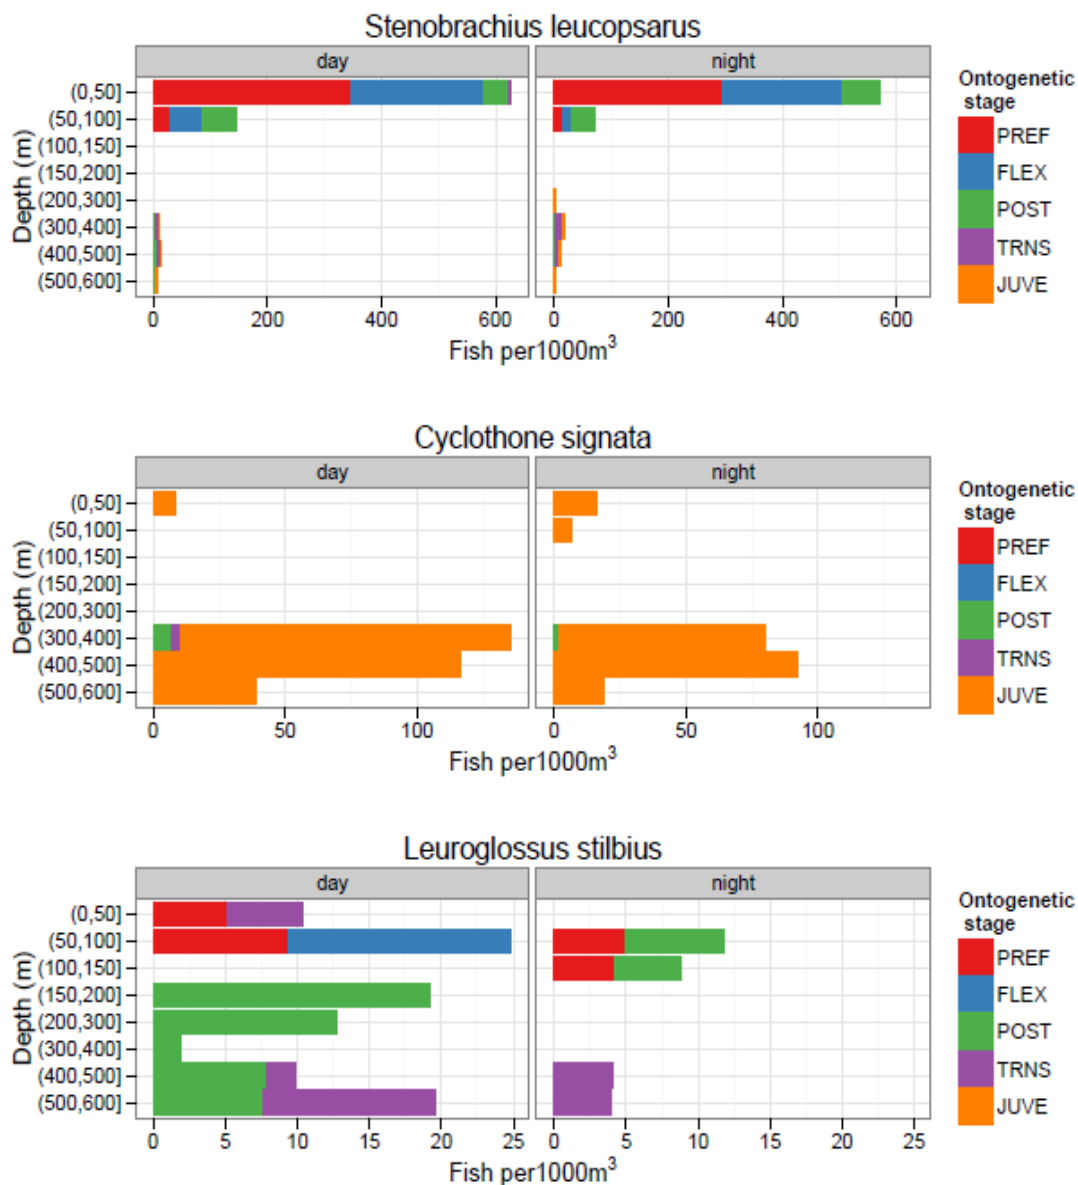 Stenobrachius leucopsarus
day night
Depth (m)
(0,50]
(50,100]
(100,150]
(150,200]
(200,300]
(300,400]
(400,500]
(500,600]
0 200 400 600 0 200 400 600
Fish per1000m³
Ontogenetic
stage
PREF
FLEX
POST
TRNS
JUVE
Cyclothone signata
day night
Depth (m)
(0,50]
(50,100]
(100,150]
(150,200]
(200,300]
(300,400]
(400,500]
(500,600]
0 50 100 0 50 100
Fish per1000m³
Ontogenetic
stage
PREF
FLEX
POST
TRNS
JUVE
Leuroglossus stilbius
day night
Depth (m)
(0,50]
(50,100]
(100,150]
(150,200]
(200,300]
(300,400]
(400,500]
(500,600]
0 5 10 15 20 25 0 5 10 15 20 25
Fish per1000m³
Ontogenetic
stage
PREF
FLEX
POST
TRNS
JUVE